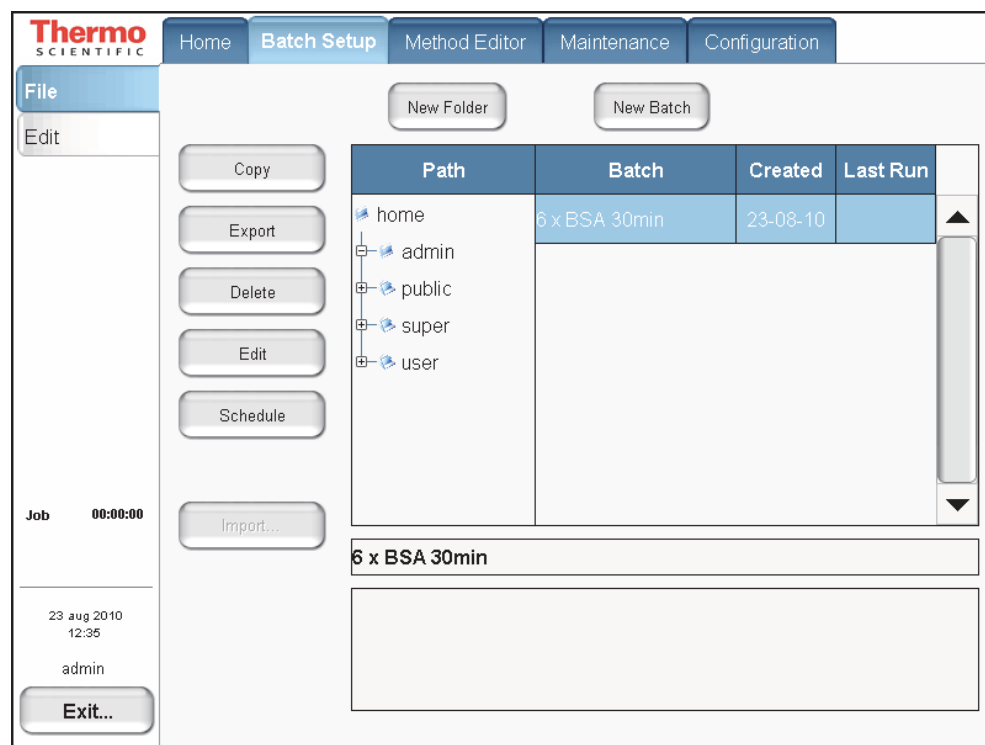 Thermo
SCIENTIFIC
Home
Batch Setup
Method Editor
Maintenance
Configuration
File
Edit
New Folder
New Batch
Copy
Export
Delete
Edit
Schedule
Import...
Path
Batch
Created
Last Run
home
admin
public
super
user
6 x BSA 30min
23-08-10
6 x BSA 30min
Job 00:00:00
23 aug 2010
12:35
admin
Exit...